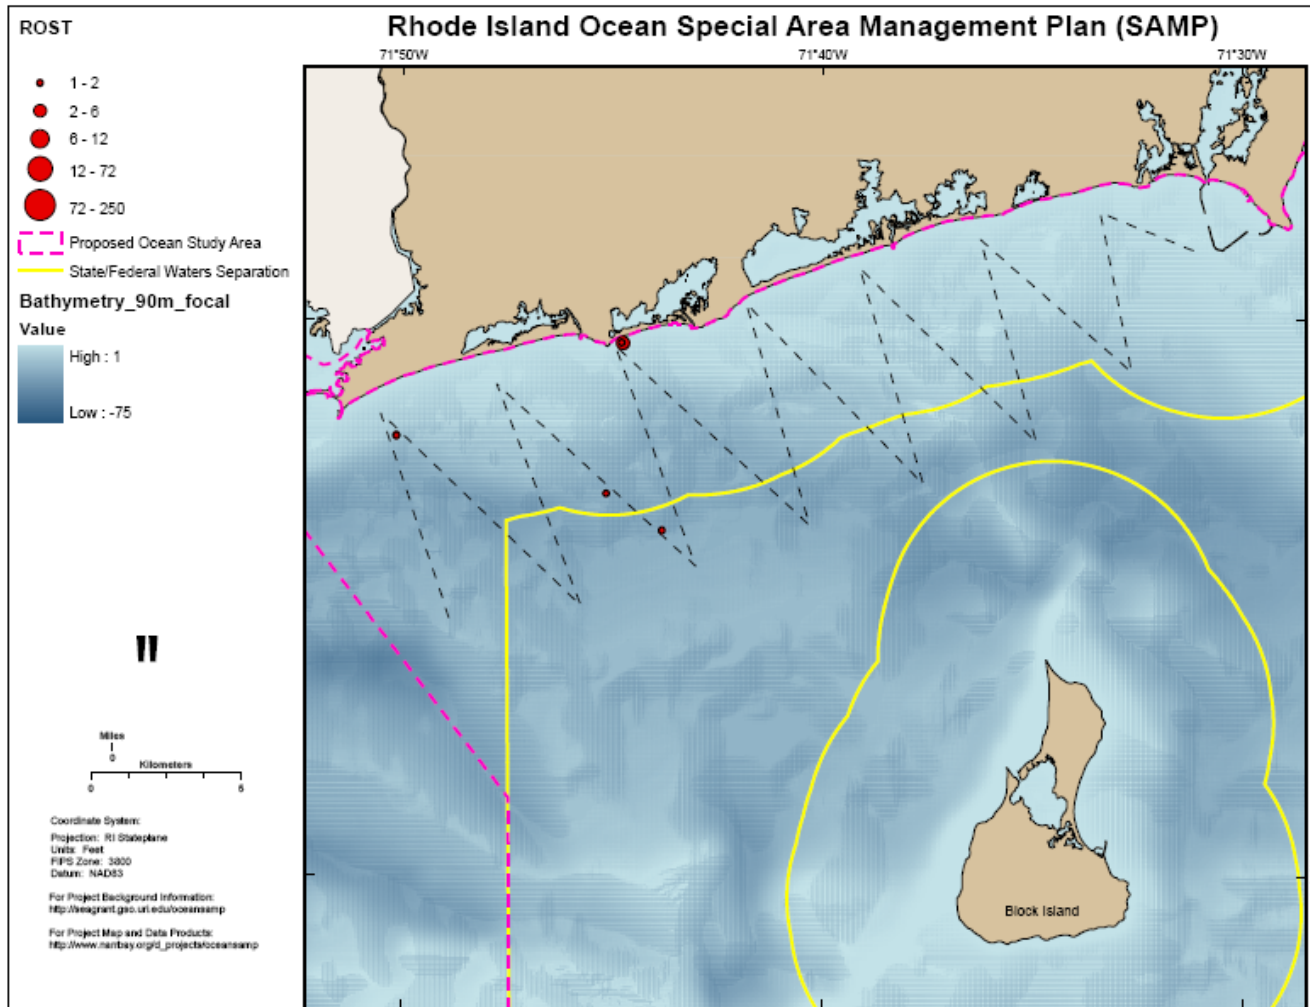 ROST
Rhode Island Ocean Special Area Management Plan (SAMP)
71°50'W
71°40'W
71°30'W
1 - 2
2 - 6
6 - 12
12 - 72
72 - 250
Proposed Ocean Study Area
State/Federal Waters Separation
Bathymetry_90m_focal
Value
High : 1
Low : -75
"
Miles
0
Kilometers
0 6
Coordinate System:
Projection: RI Stateplane
Units: Feet
FIPS Zone: 3800
Datum: NAD83
For Project Background Information:
http://seagrant.gso.uri.edu/oceansamp
For Project Map and Data Products:
http://www.narrbay.org/d_projects/oceansamp
Block Island